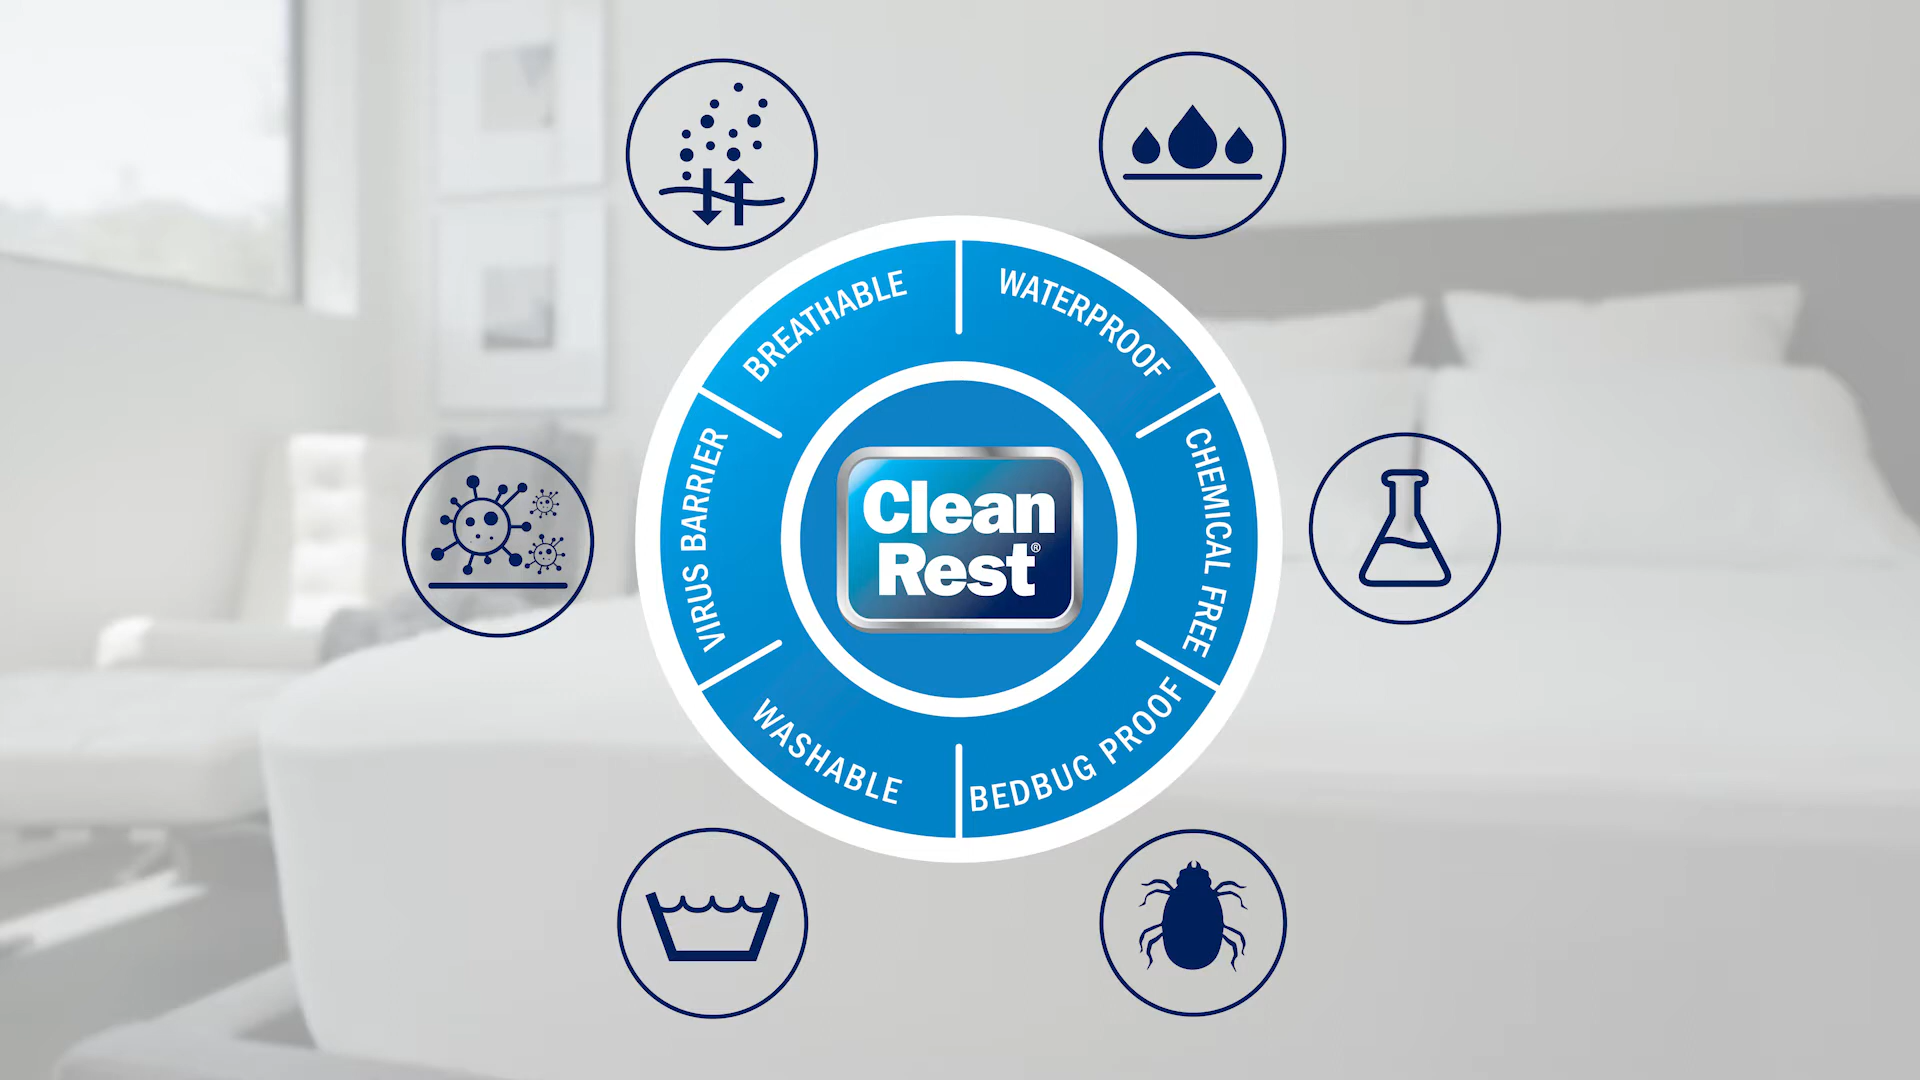 BREATHABLE
WATERPROOF
VIRUS BARRIER
CHEMICAL FREE
Clean
Rest®
WASHABLE
BEDBUG PROOF